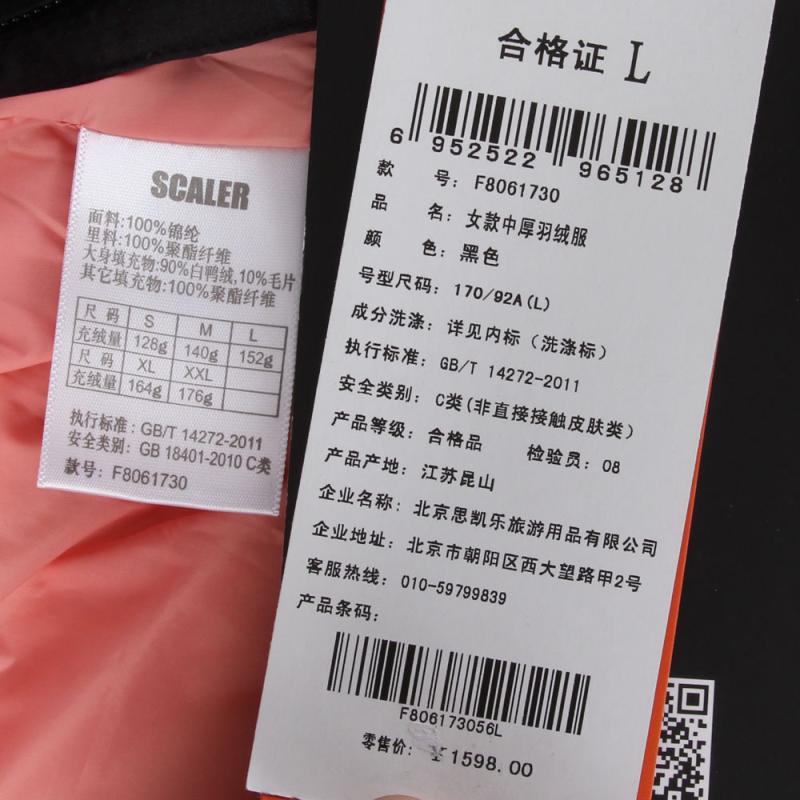 SCALER
面料:100%锦纶
里料:100%聚酯纤维
大身填充物:90%白鸭绒,10%毛片
其它填充物:100%聚酯纤维
尺码 S M L
充绒量 128g 140g 152g
尺码 XL XXL
充绒量 164g 176g
执行标准: GB/T 14272-2011
安全类别: GB 18401-2010 C类
款号: F8061730
合格证 L
6 952522 965128
款号: F8061730
品名: 女款中厚羽绒服
颜色: 黑色
号型尺码: 170/92A(L)
成分洗涤: 详见内标(洗涤标)
执行标准: GB/T 14272-2011
安全类别: C类(非直接接触皮肤类)
产品等级: 合格品 检验员: 08
产品产地: 江苏昆山
企业名称: 北京思凯乐旅游用品有限公司
企业地址: 北京市朝阳区西大望路甲2号
客服热线: 010-59799839
产品条码:
F806173056L
零售价: ¥1598.00